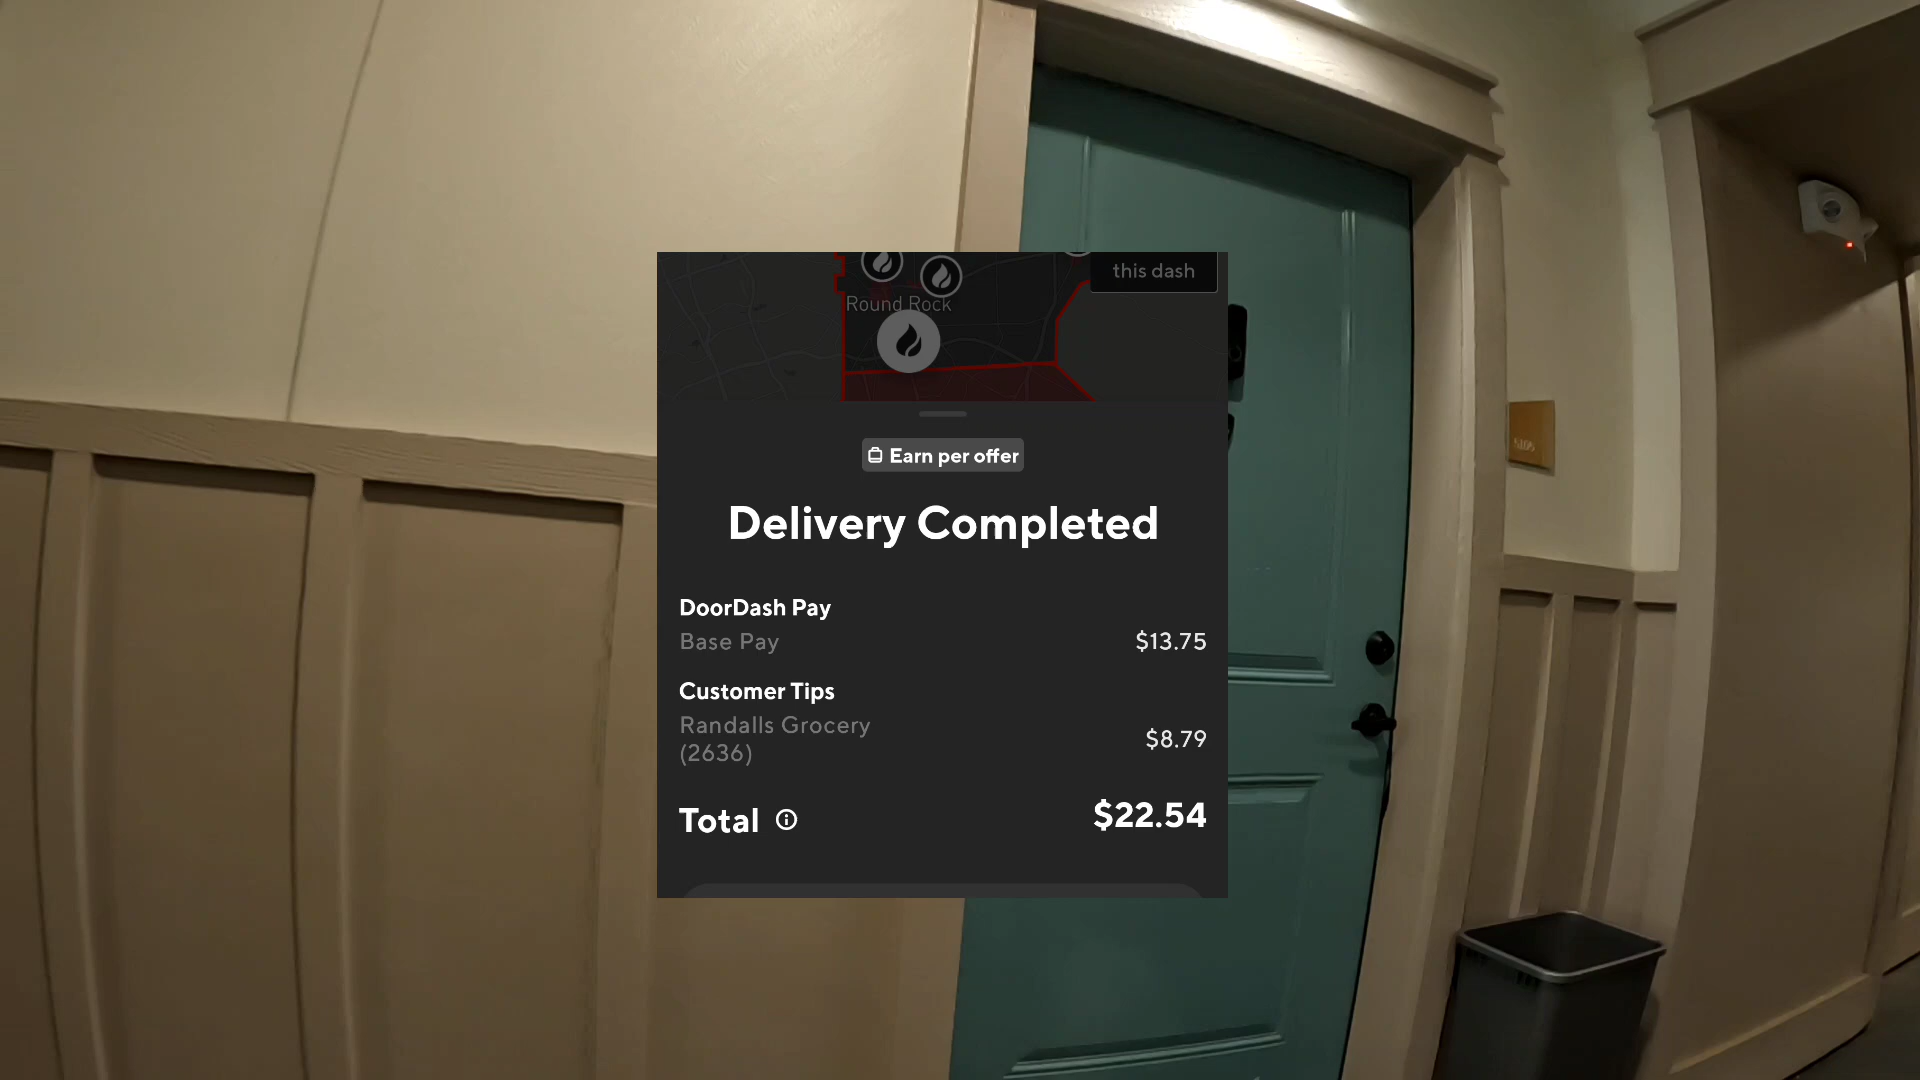 this dash
Round Rock
Earn per offer
Delivery Completed
DoorDash Pay
Base Pay $13.75
Customer Tips
Randalls Grocery
(2636) $8.79
Total $22.54